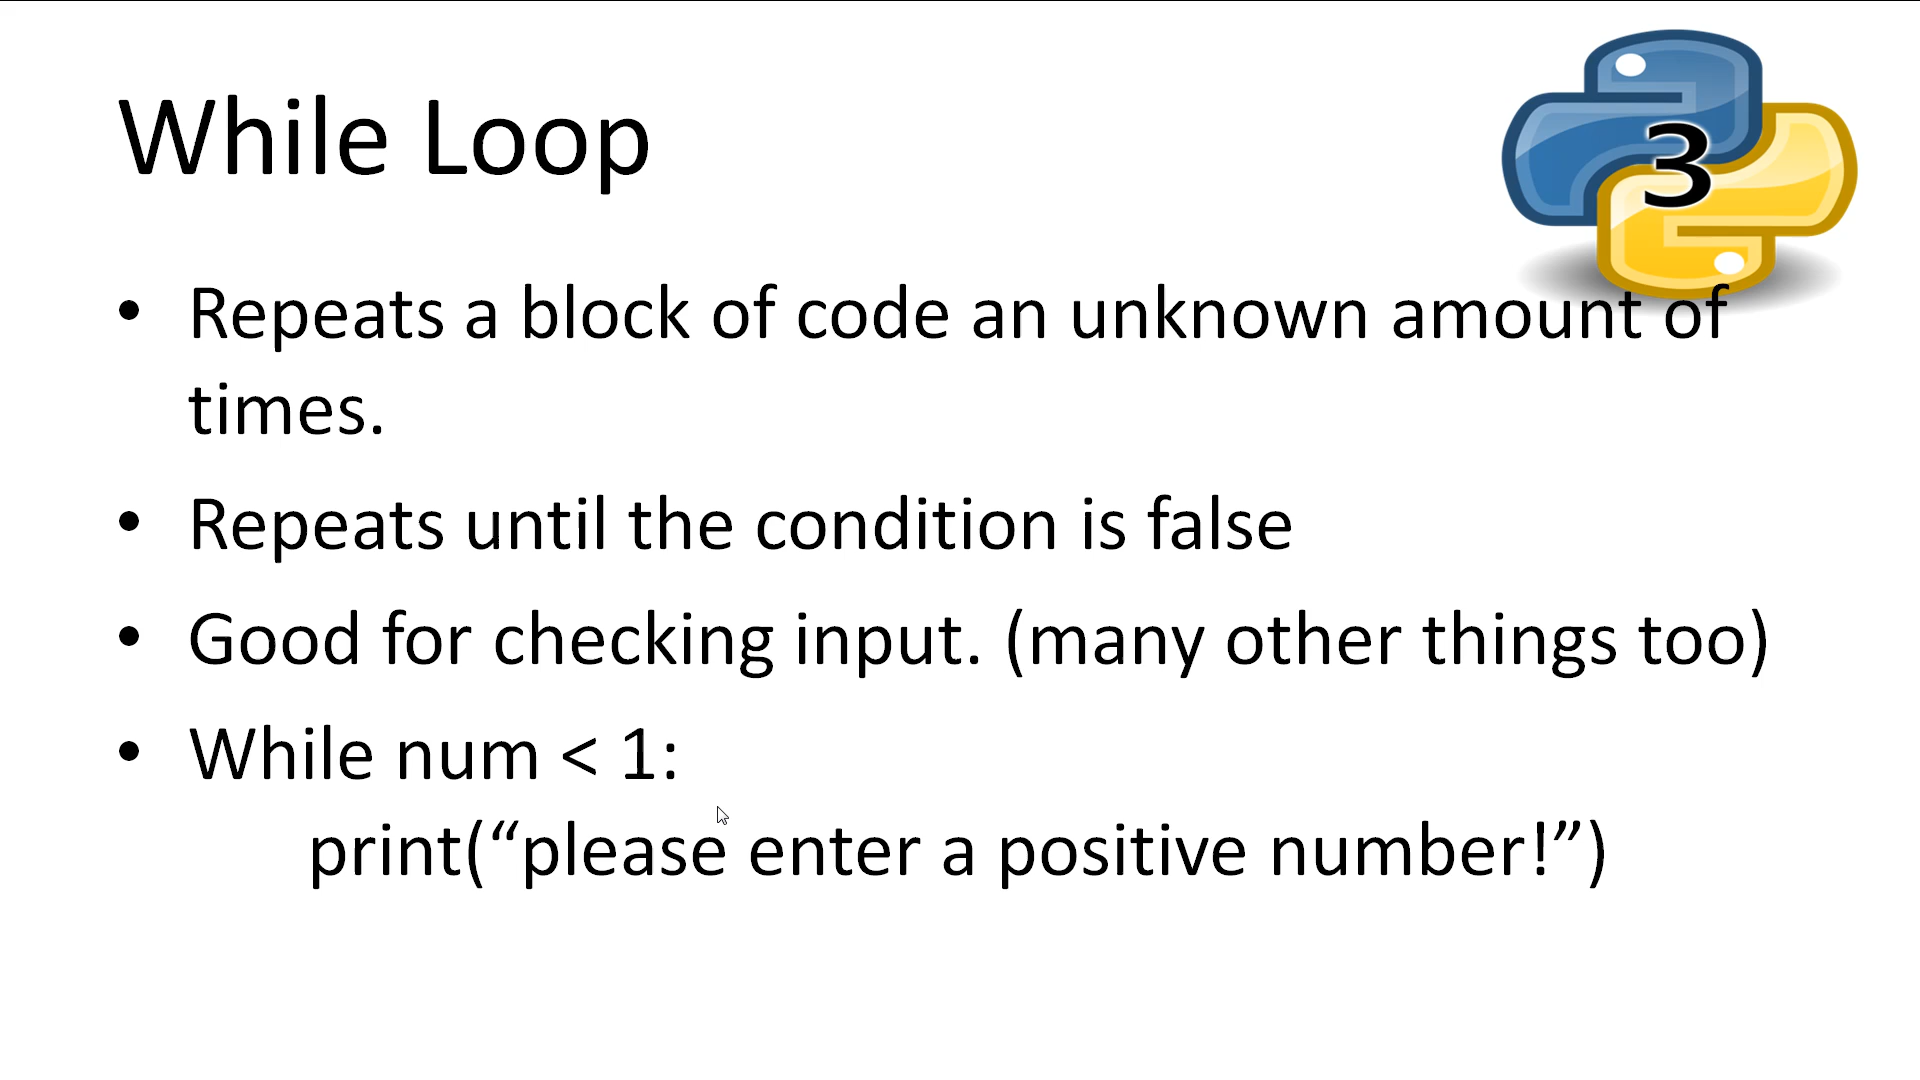 While Loop
3
• Repeats a block of code an unknown amount of
times.
• Repeats until the condition is false
• Good for checking input. (many other things too)
• While num < 1:
print(“please enter a positive number!”)